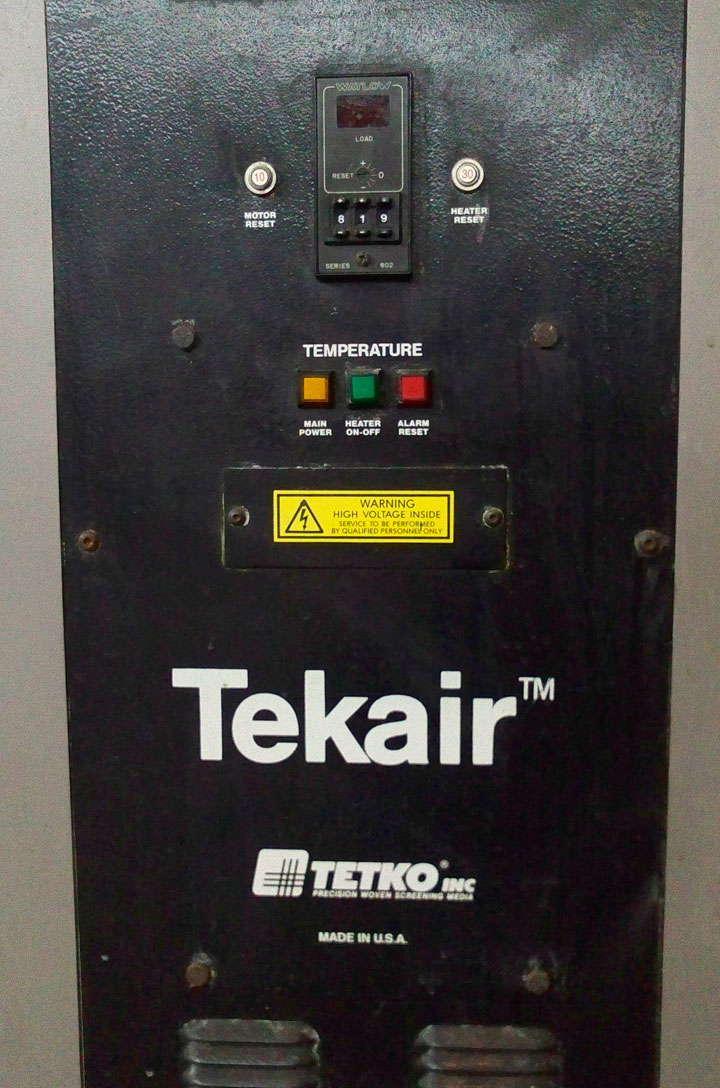 WATLOW
LOAD
+
RESET 0
-
10
30
MOTOR
RESET
HEATER
RESET
8 1 9
SERIES 802
TEMPERATURE
MAIN
POWER
HEATER
ON-OFF
ALARM
RESET
WARNING
HIGH VOLTAGE INSIDE
SERVICE TO BE PERFORMED
BY QUALIFIED PERSONNEL ONLY
Tekair™
TETKO® INC
PRECISION WOVEN SCREENING MEDIA
MADE IN U.S.A.